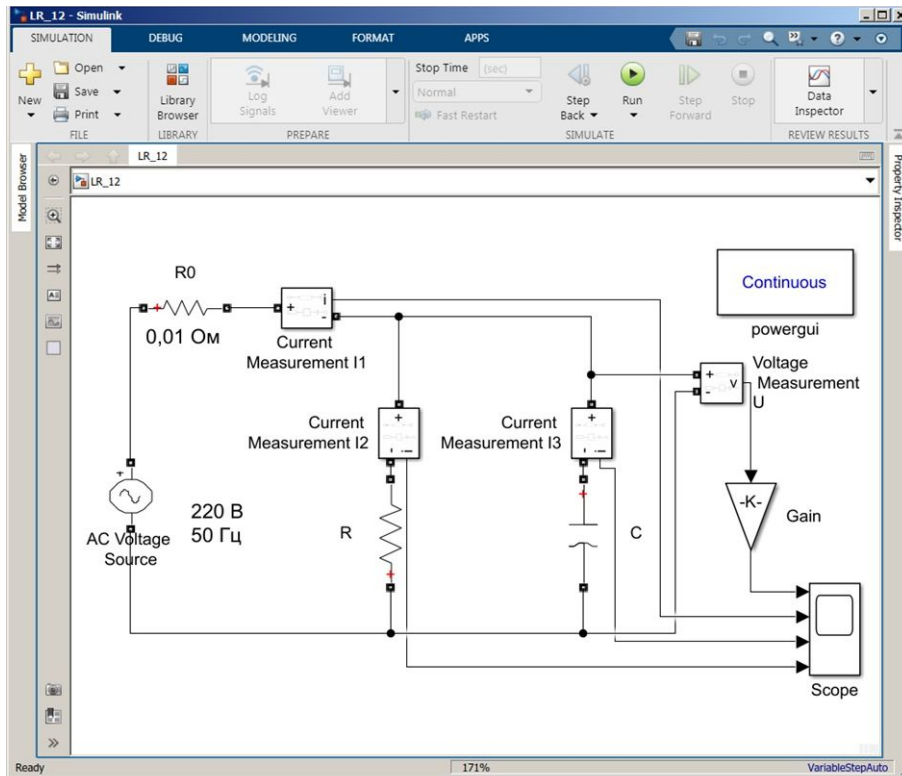 LR_12 - Simulink
SIMULATION
DEBUG
MODELING
FORMAT
APPS
New
Open
Save
Print
FILE
Library
Browser
LIBRARY
Log
Signals
Add
Viewer
PREPARE
Stop Time (sec)
Normal
Fast Restart
Step
Back
Run
Step
Forward
Stop
SIMULATE
Data
Inspector
REVIEW RESULTS
Model Browser
Property Inspector
LR_12
LR_12
R0
0,01 Ом
+
i
-
Current
Measurement I1
Continuous
powergui
Voltage
Measurement
U
+
-
v
Current
Measurement I2
+
Current
Measurement I3
+
AC Voltage
Source
+
220 В
50 Гц
R
C
-K-
Gain
Scope
Ready
171%
VariableStepAuto